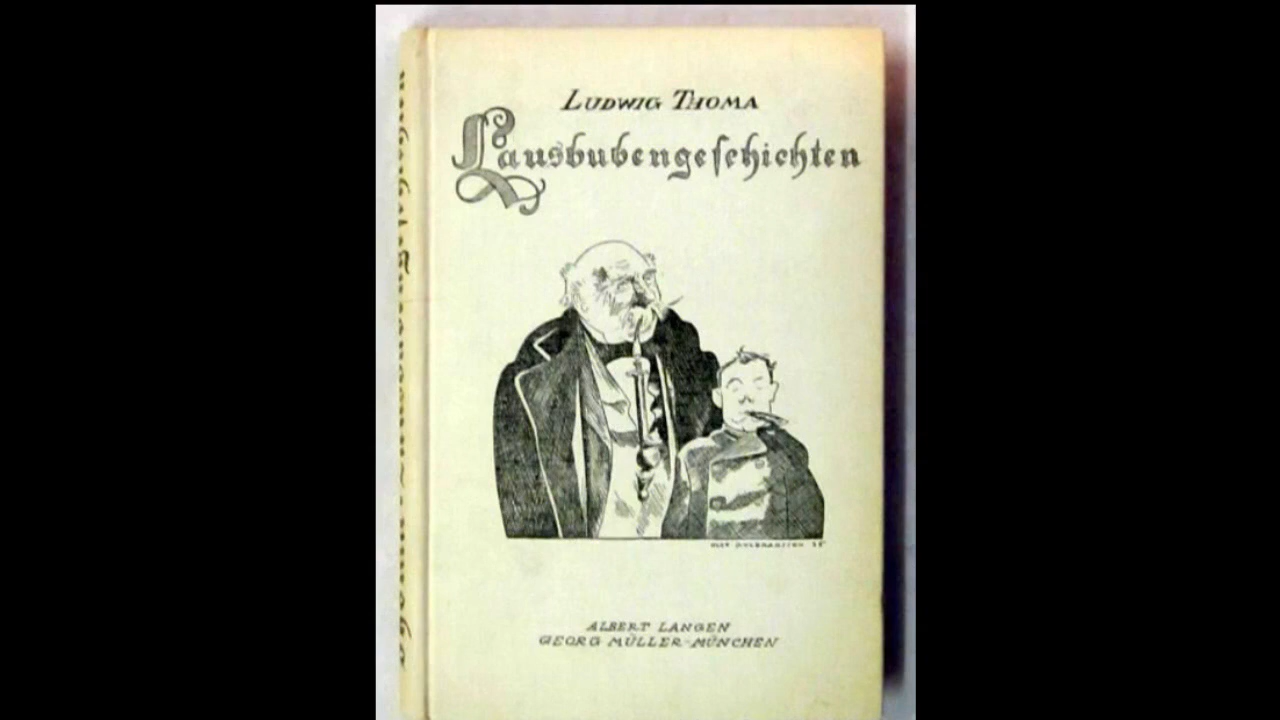 LUDWIG THOMA
Lausbubengeſchichten
ALBERT LANGEN
GEORG MÜLLER-MÜNCHEN